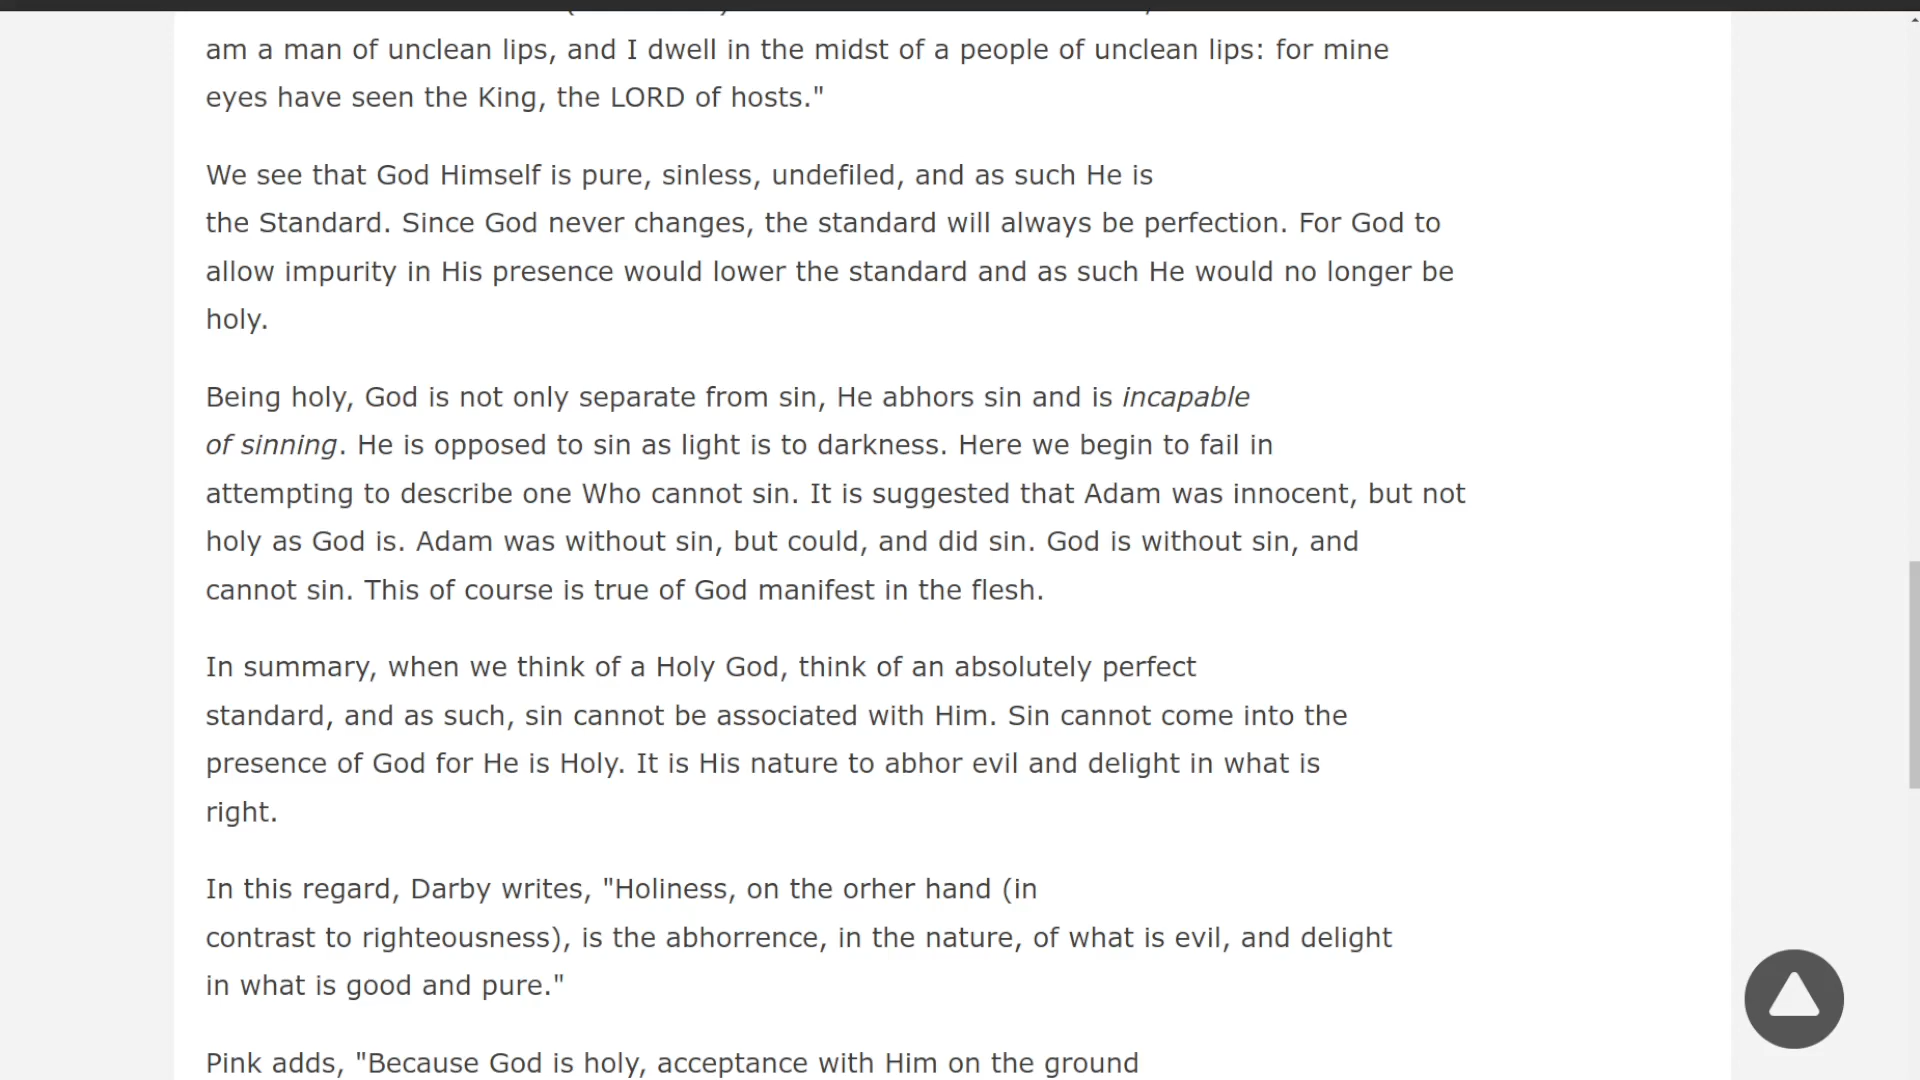 am a man of unclean lips, and I dwell in the midst of a people of unclean lips: for mine
eyes have seen the King, the LORD of hosts."
We see that God Himself is pure, sinless, undefiled, and as such He is
the Standard. Since God never changes, the standard will always be perfection. For God to
allow impurity in His presence would lower the standard and as such He would no longer be
holy.
Being holy, God is not only separate from sin, He abhors sin and is incapable
of sinning. He is opposed to sin as light is to darkness. Here we begin to fail in
attempting to describe one Who cannot sin. It is suggested that Adam was innocent, but not
holy as God is. Adam was without sin, but could, and did sin. God is without sin, and
cannot sin. This of course is true of God manifest in the flesh.
In summary, when we think of a Holy God, think of an absolutely perfect
standard, and as such, sin cannot be associated with Him. Sin cannot come into the
presence of God for He is Holy. It is His nature to abhor evil and delight in what is
right.
In this regard, Darby writes, "Holiness, on the orher hand (in
contrast to righteousness), is the abhorrence, in the nature, of what is evil, and delight
in what is good and pure."
Pink adds, "Because God is holy, acceptance with Him on the ground